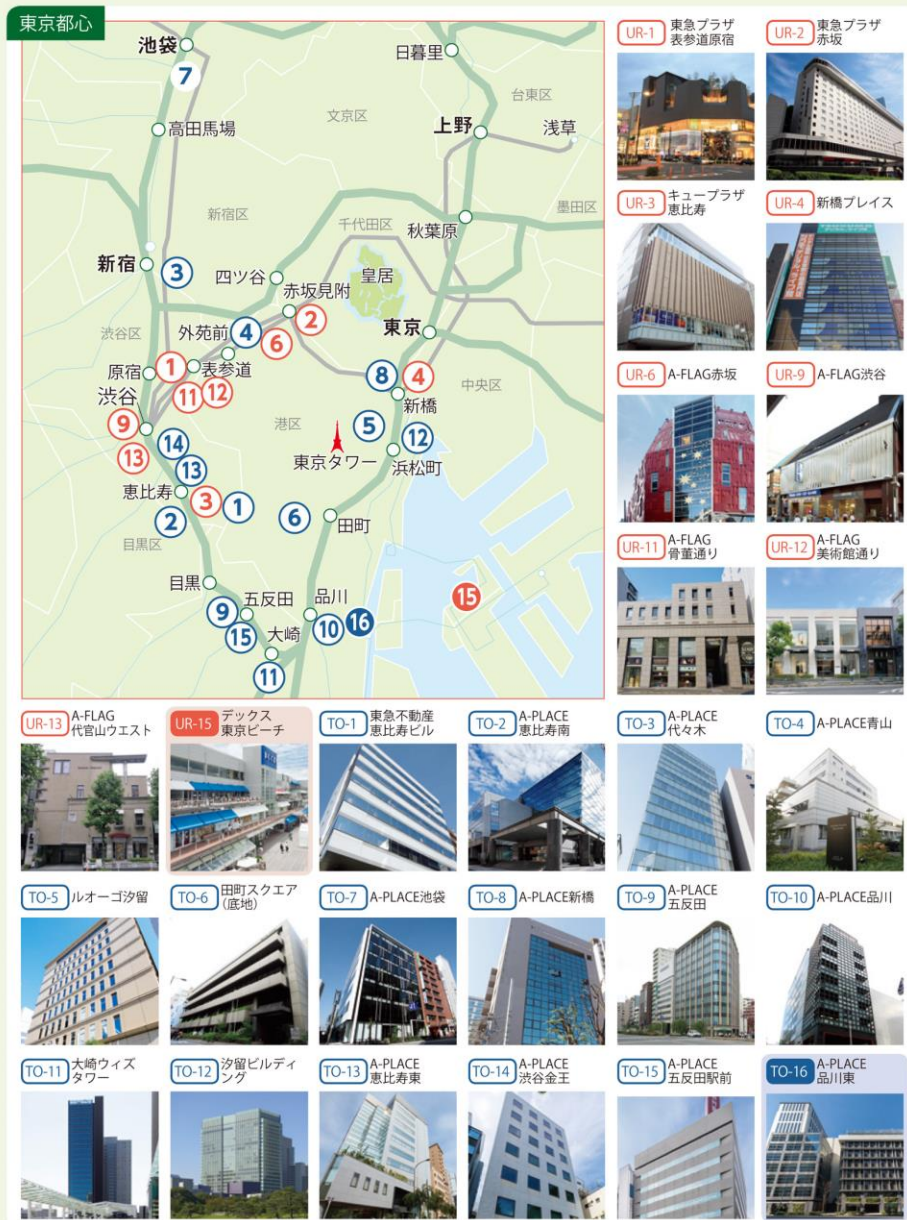 東京都心
池袋
7
日暮里
台東区
高田馬場
文京区
上野
浅草
新宿区
墨田区
千代田区
秋葉原
新宿
3
四ツ谷
皇居
赤坂見附
2
外苑前
4
6
東京
渋谷区
原宿
1
表参道
11
12
8
4
中央区
新橋
渋谷
9
14
港区
5
12
13
東京タワー
浜松町
13
恵比寿
3
1
2
6
田町
目黒区
目黒
五反田
品川
15
9
15
大崎
10
16
11
UR-1
東急プラザ
表参道原宿
UR-2
東急プラザ
赤坂
UR-3
キュープラザ
恵比寿
UR-4
新橋プレイス
UR-6
A-FLAG赤坂
UR-9
A-FLAG渋谷
UR-11
A-FLAG
骨董通り
UR-12
A-FLAG
美術館通り
UR-13
A-FLAG
代官山ウエスト
UR-15
デックス
東京ビーチ
TO-1
東急不動産
恵比寿ビル
TO-2
A-PLACE
恵比寿南
TO-3
A-PLACE
代々木
TO-4
A-PLACE青山
TO-5
ルオーゴ汐留
TO-6
田町スクエア
(底地)
TO-7
A-PLACE池袋
TO-8
A-PLACE新橋
TO-9
A-PLACE
五反田
TO-10
A-PLACE品川
TO-11
大崎ウィズ
タワー
TO-12
汐留ビルディ
ング
TO-13
A-PLACE
恵比寿東
TO-14
A-PLACE
渋谷金王
TO-15
A-PLACE
五反田駅前
TO-16
A-PLACE
品川東